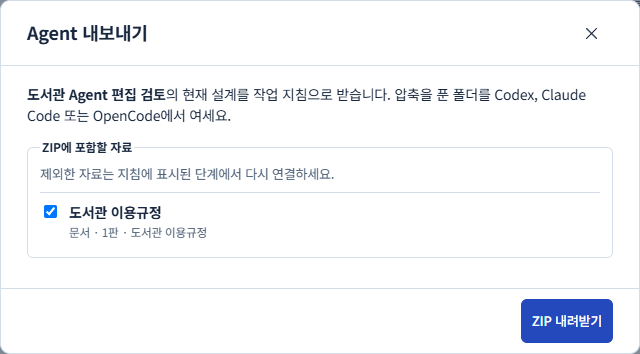 Agent 내보내기
도서관 Agent 편집 검토의 현재 설계를 작업 지침으로 받습니다. 압축을 푼 폴더를 Codex, Claude
Code 또는 OpenCode에서 여세요.
ZIP에 포함할 자료
제외한 자료는 지침에 표시된 단계에서 다시 연결하세요.
도서관 이용규정
문서 · 1판 · 도서관 이용규정
ZIP 내려받기